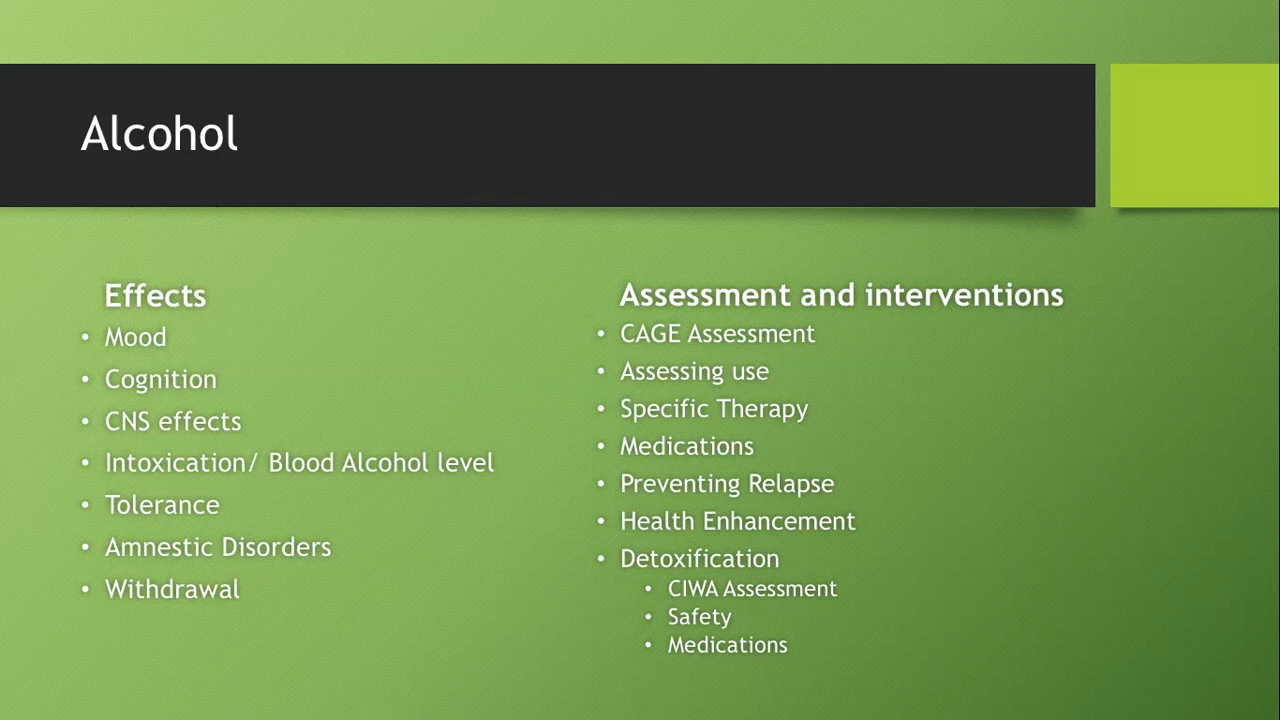 Alcohol
Effects
• Mood
• Cognition
• CNS effects
• Intoxication/ Blood Alcohol level
• Tolerance
• Amnestic Disorders
• Withdrawal
Assessment and interventions
• CAGE Assessment
• Assessing use
• Specific Therapy
• Medications
• Preventing Relapse
• Health Enhancement
• Detoxification
• CIWA Assessment
• Safety
• Medications